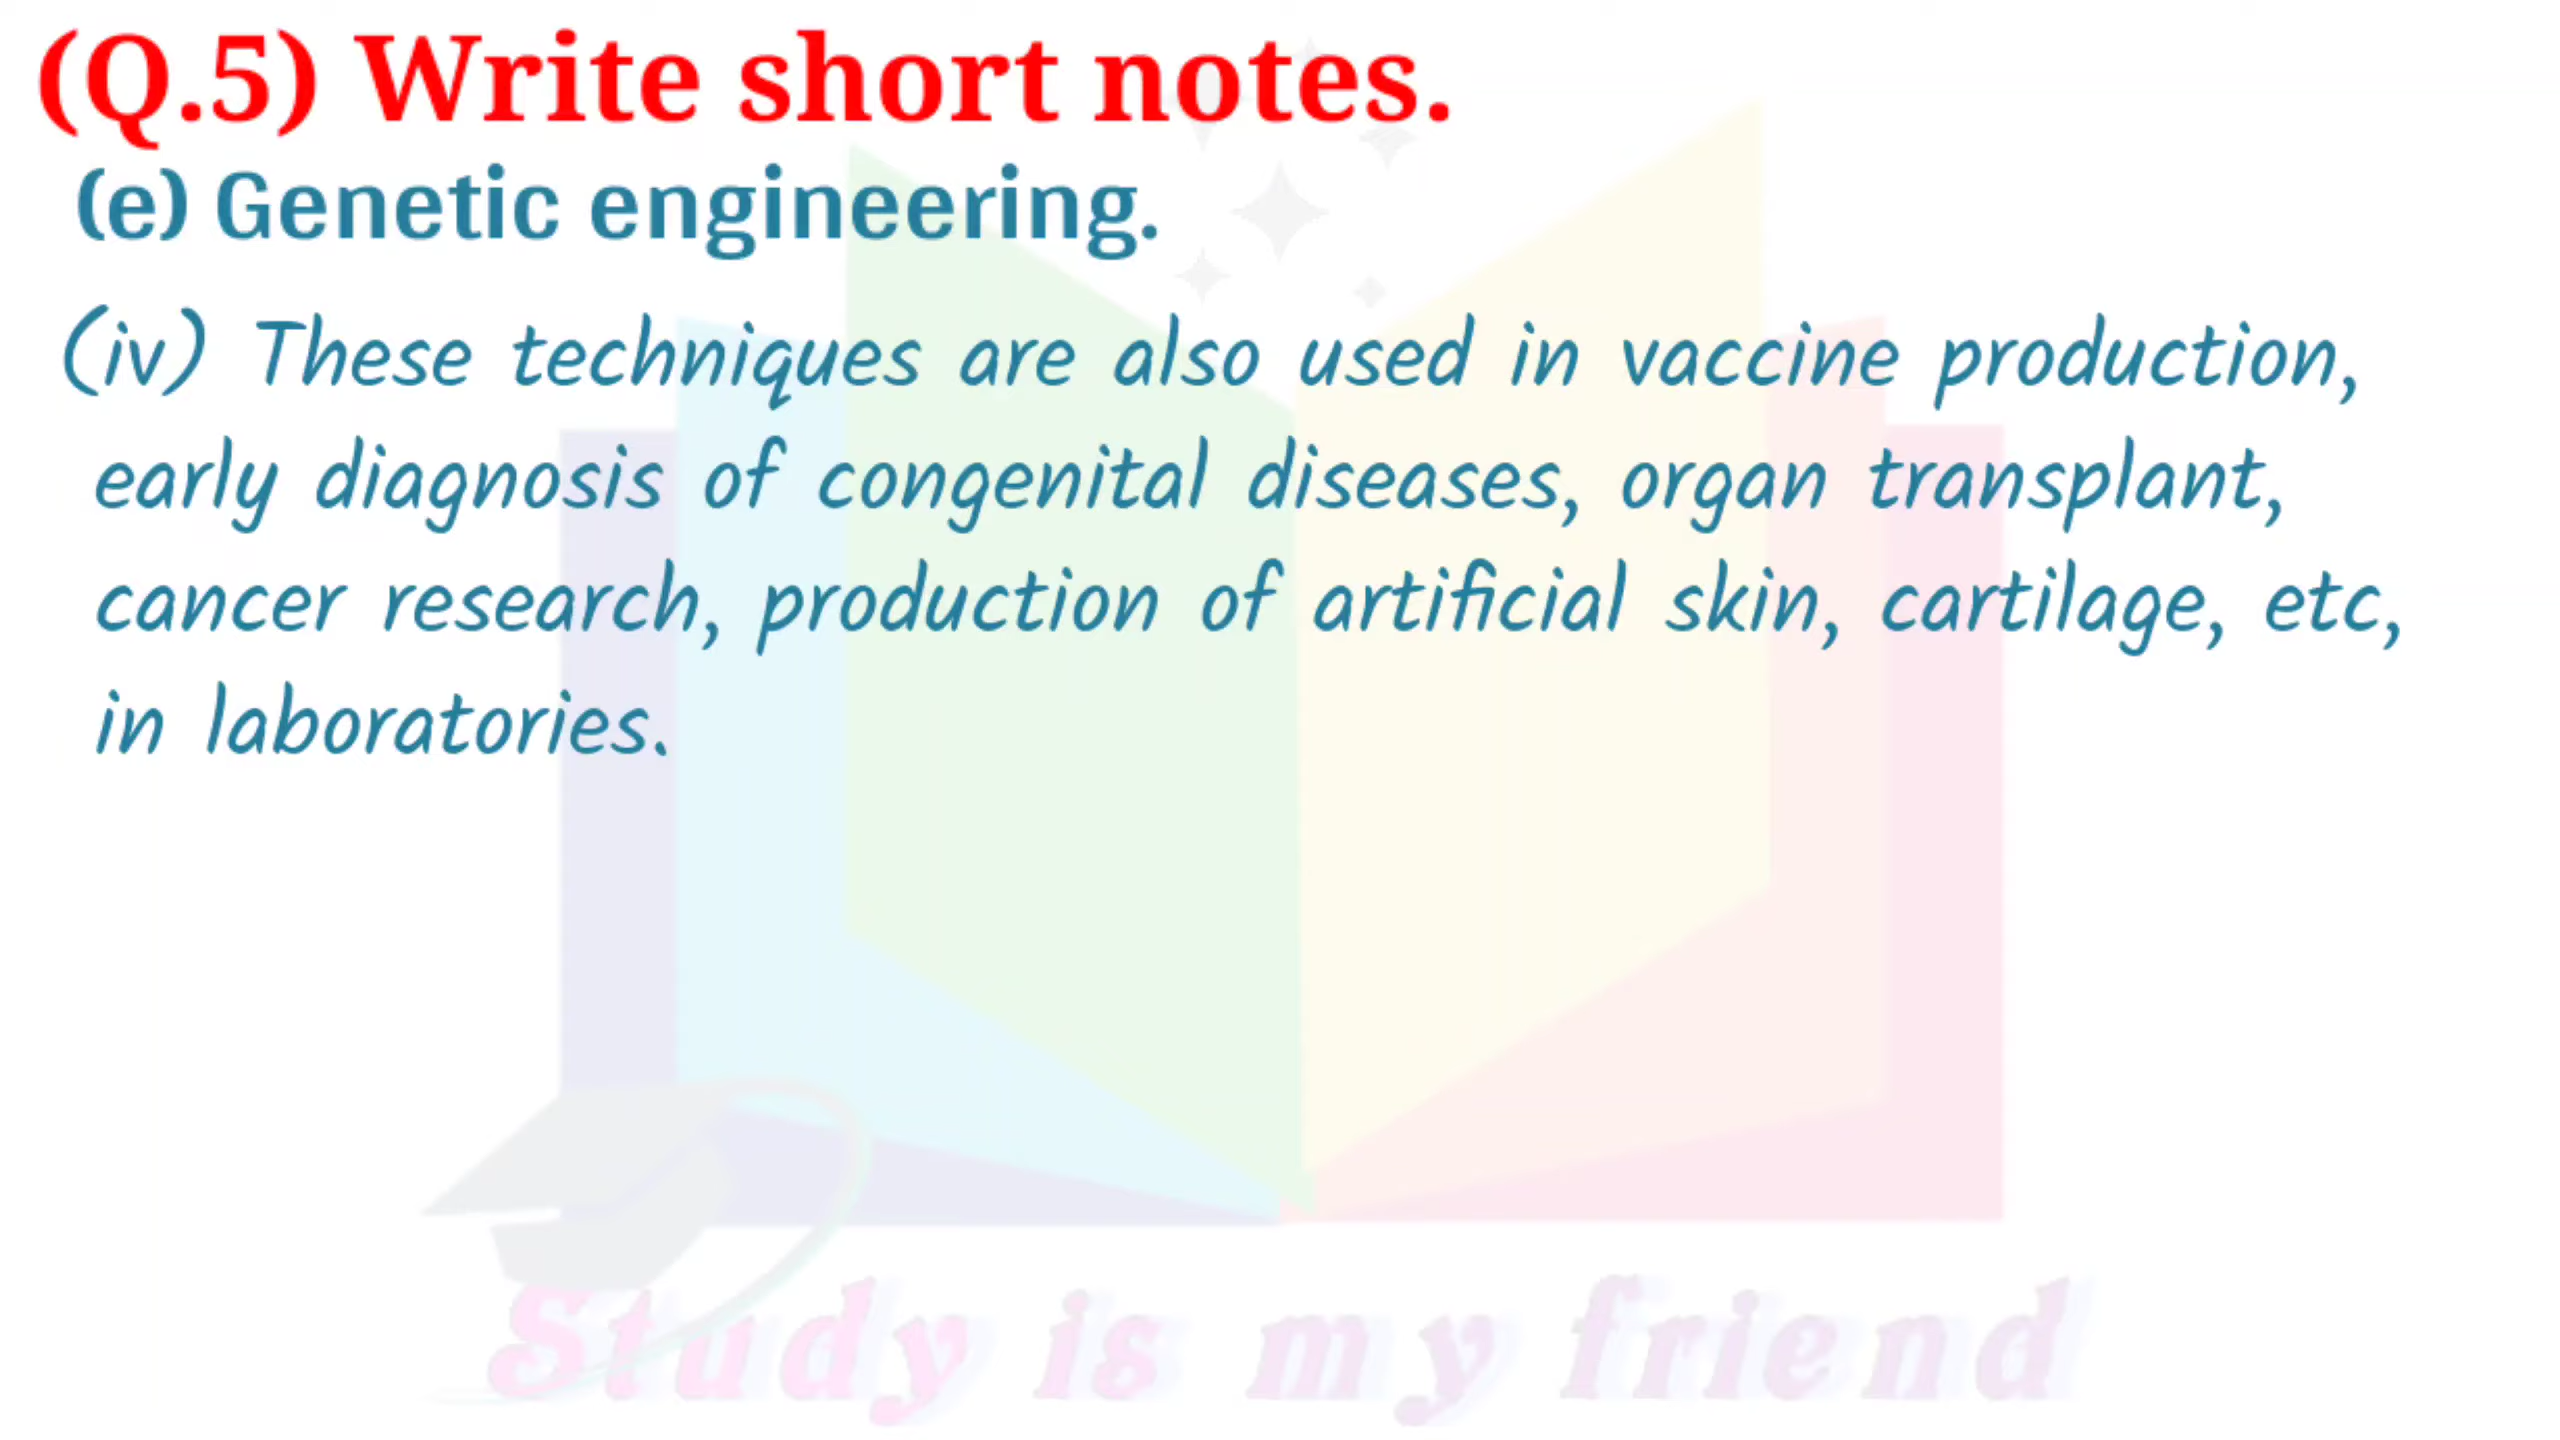 (Q.5) Write short notes.
(e) Genetic engineering.
(iv) These techniques are also used in vaccine production,
early diagnosis of congenital diseases, organ transplant,
cancer research, production of artificial skin, cartilage, etc,
in laboratories.
Study is my friend